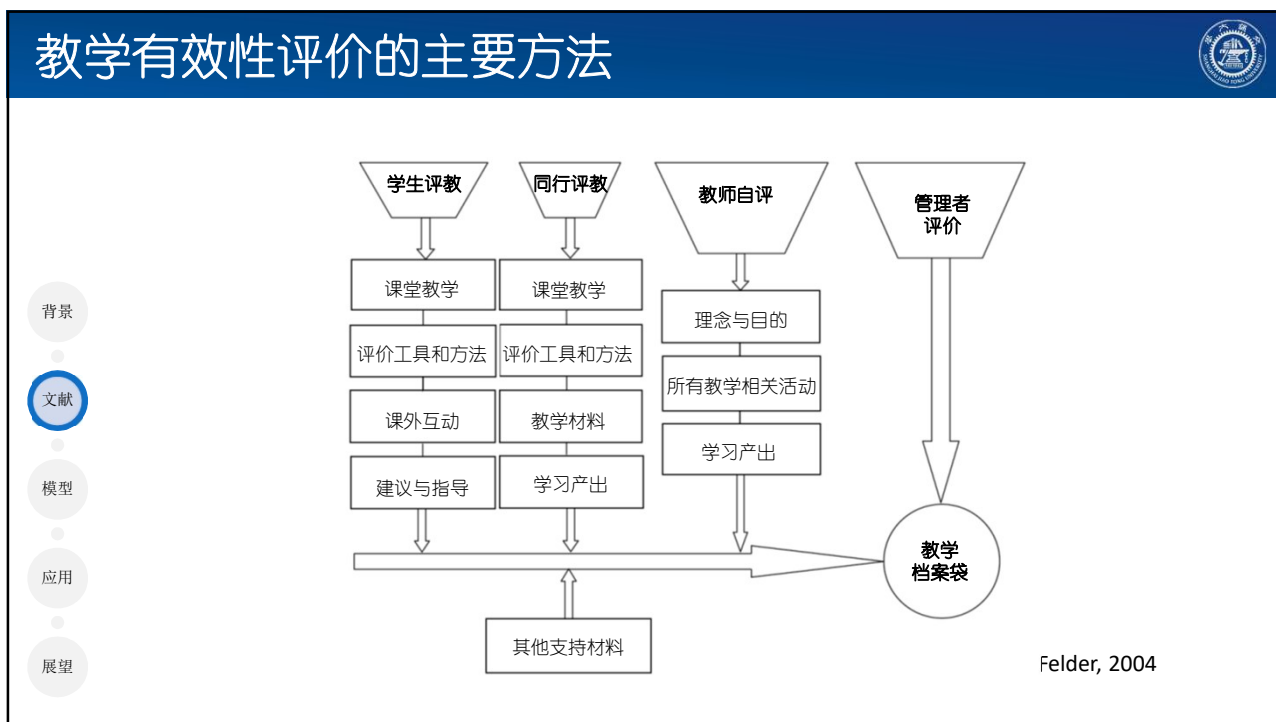 教学有效性评价的主要方法
SHANGHAI JIAO TONG UNIVERSITY
学生评教
同行评教
教师自评
管理者
评价
课堂教学
评价工具和方法
课外互动
建议与指导
课堂教学
评价工具和方法
教学材料
学习产出
理念与目的
所有教学相关活动
学习产出
教学
档案袋
其他支持材料
背景
文献
模型
应用
展望
Felder, 2004